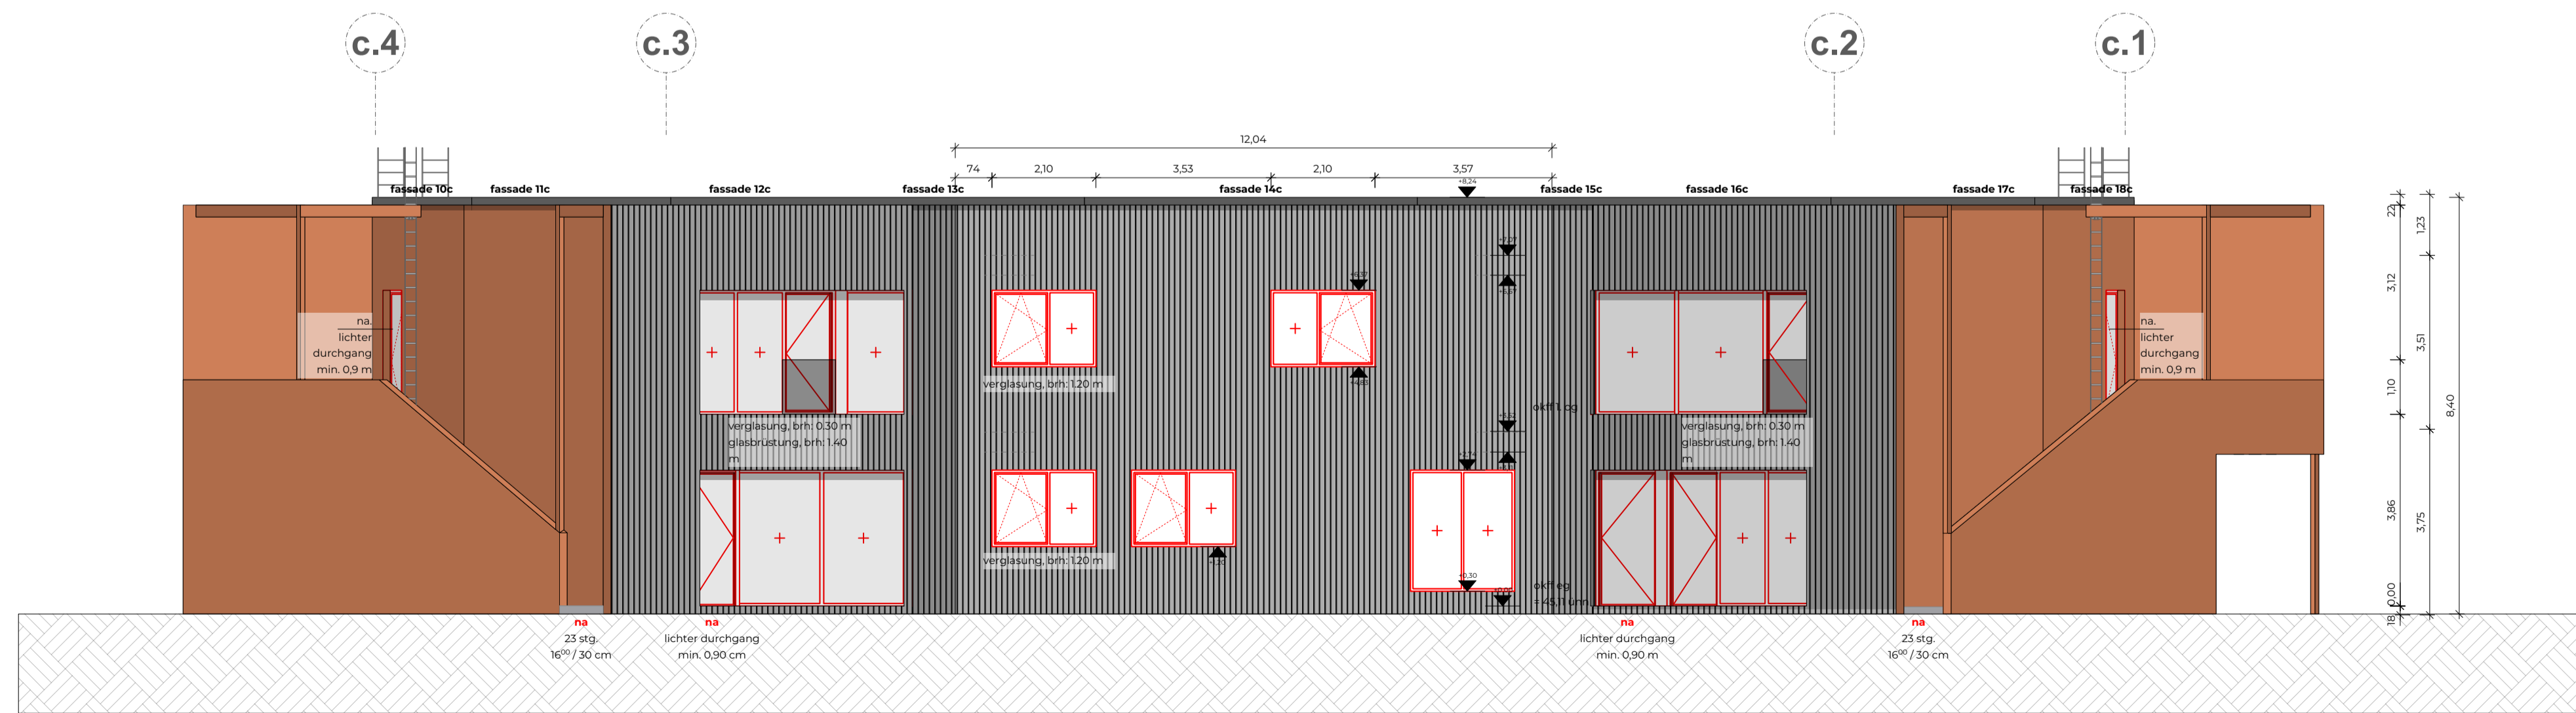 c.4
c.3
c.2
c.1
12,04
74
2,10
3,53
2,10
3,57
+8,24
fassade 10c
fassade 11c
fassade 12c
fassade 13c
fassade 14c
fassade 15c
fassade 16c
fassade 17c
fassade 18c
22
1,23
3,12
3,51
1,10
8,40
3,86
3,75
0,00
18
na.
lichter
durchgang
min. 0,9 m
na.
lichter
durchgang
min. 0,9 m
verglasung, brh: 1.20 m
okff 1. og
verglasung, brh: 0.30 m
glasbrüstung, brh: 1.40
m
verglasung, brh: 0.30 m
glasbrüstung, brh: 1.40
m
verglasung, brh: 1.20 m
+1,20
+0,30
okff eg
na
23 stg.
16⁰⁰ / 30 cm
na
lichter durchgang
min. 0,90 cm
na
lichter durchgang
min. 0,90 m
na
23 stg.
16⁰⁰ / 30 cm